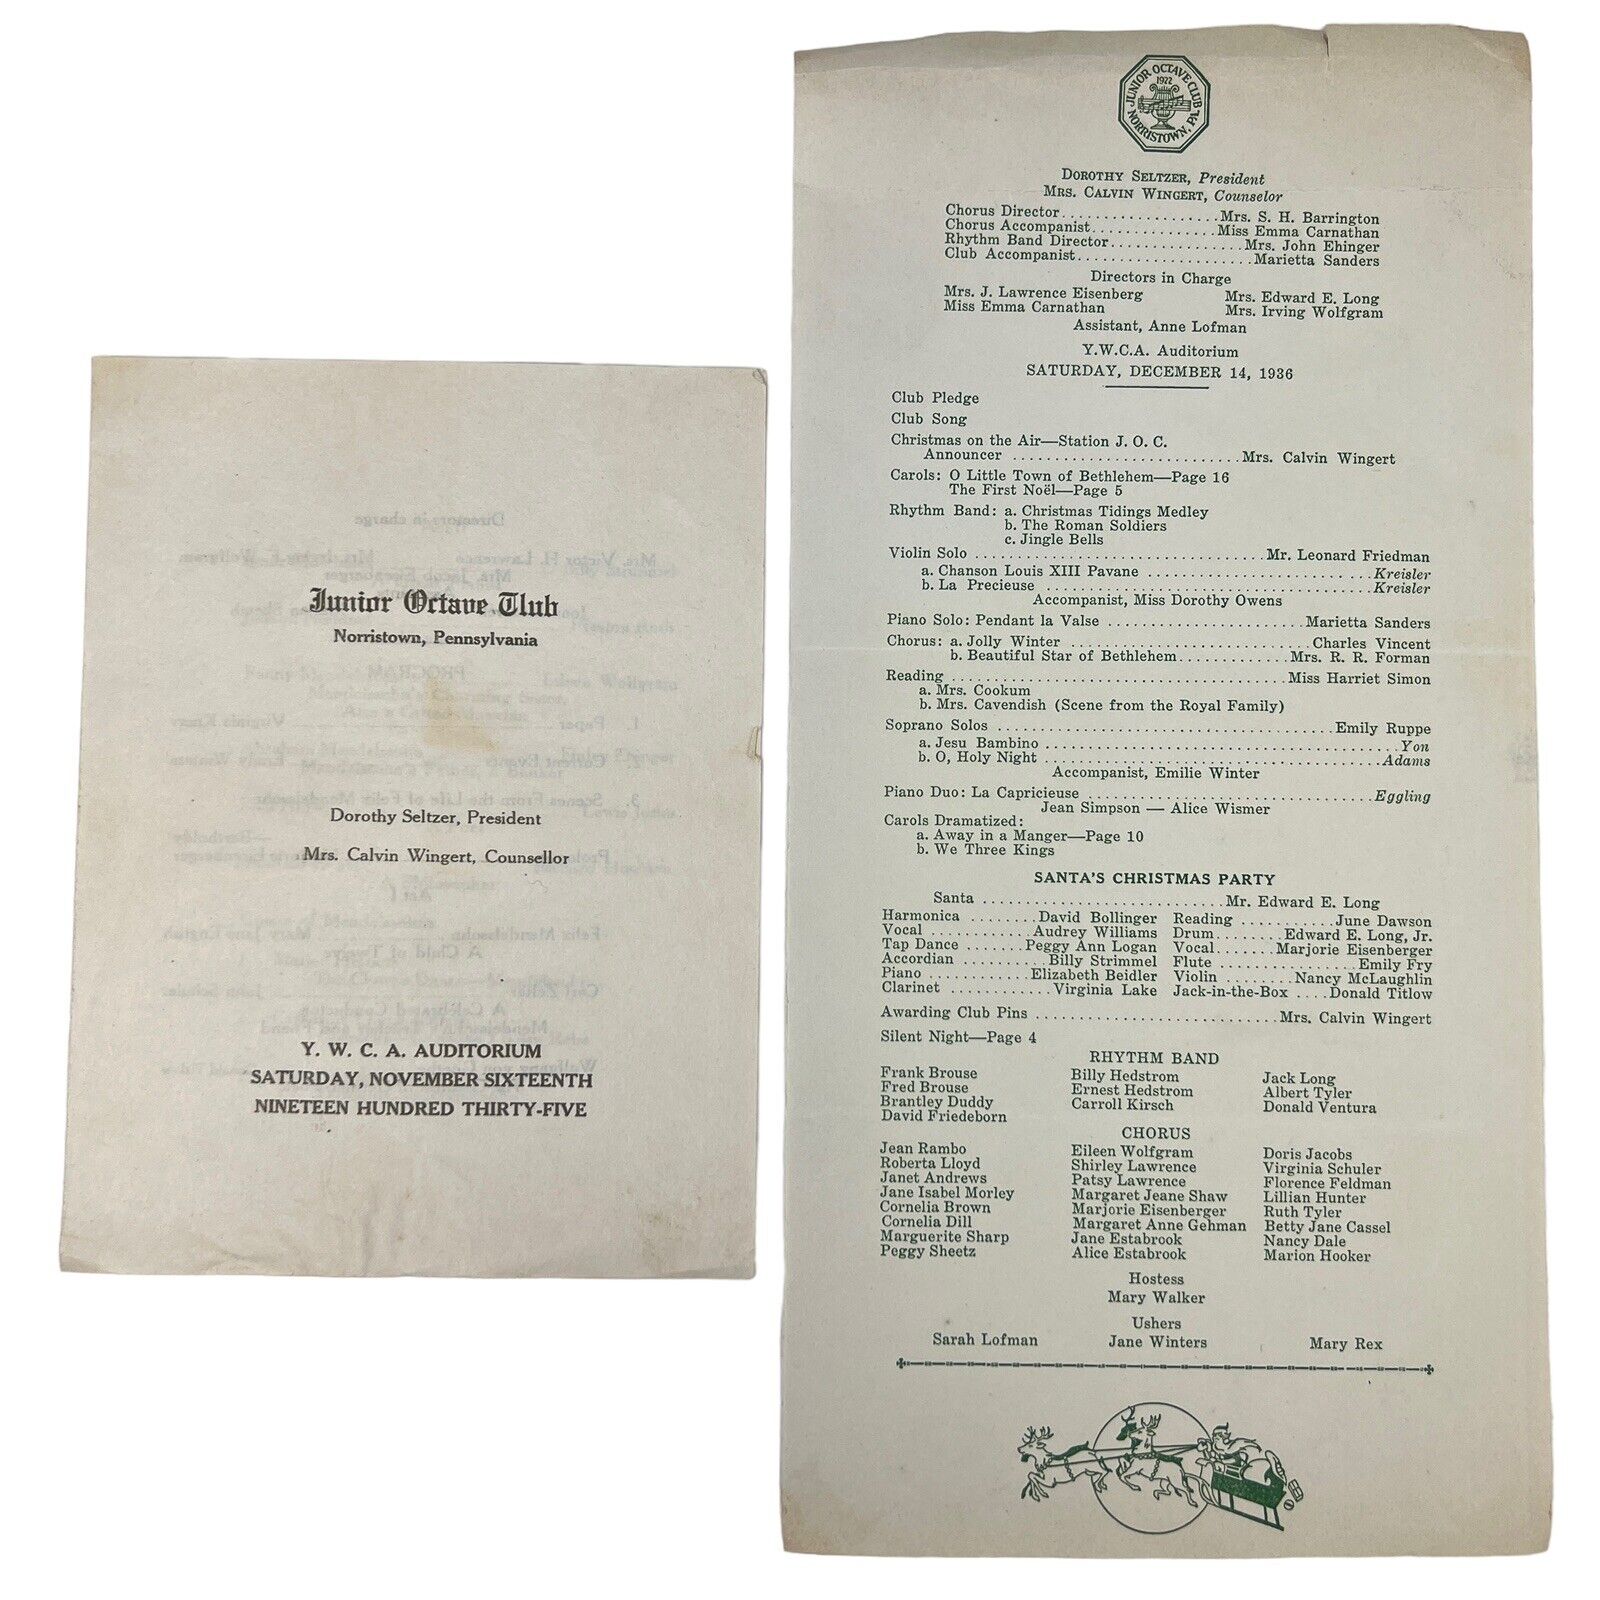 Junior Octave Tlub
Norristown, Pennsylvania
Dorothy Seltzer, President
Mrs. Calvin Wingert, Counsellor
Y. W. C. A. AUDITORIUM
SATURDAY, NOVEMBER SIXTEENTH
NINETEEN HUNDRED THIRTY-FIVE
JUNIOR OCTAVE CLUB
1922
NORRISTOWN, PA.
DOROTHY SELTZER, President
MRS. CALVIN WINGERT, Counselor
Chorus Director....................Mrs. S. H. Barrington
Chorus Accompanist................Miss Emma Carnathan
Rhythm Band Director.................Mrs. John Ehinger
Club Accompanist......................Marietta Sanders
Directors in Charge
Mrs. J. Lawrence Eisenberg Mrs. Edward E. Long
Miss Emma Carnathan Mrs. Irving Wolfgram
Assistant, Anne Lofman
Y.W.C.A. Auditorium
SATURDAY, DECEMBER 14, 1936
Club Pledge
Club Song
Christmas on the Air—Station J. O. C.
Announcer ..........................Mrs. Calvin Wingert
Carols: O Little Town of Bethlehem—Page 16
The First Noël—Page 5
Rhythm Band: a. Christmas Tidings Medley
b. The Roman Soldiers
c. Jingle Bells
Violin Solo .................................Mr. Leonard Friedman
a. Chanson Louis XIII Pavane ..........................Kreisler
b. La Precieuse ......................................Kreisler
Accompanist, Miss Dorothy Owens
Piano Solo: Pendant la Valse .......................Marietta Sanders
Chorus: a. Jolly Winter ..........................Charles Vincent
b. Beautiful Star of Bethlehem.............Mrs. R. R. Forman
Reading .......................................Miss Harriet Simon
a. Mrs. Cookum
b. Mrs. Cavendish (Scene from the Royal Family)
Soprano Solos ........................................Emily Ruppe
a. Jesu Bambino .........................................Yon
b. O, Holy Night ......................................Adams
Accompanist, Emilie Winter
Piano Duo: La Capricieuse .................................Eggling
Jean Simpson — Alice Wismer
Carols Dramatized:
a. Away in a Manger—Page 10
b. We Three Kings
SANTA'S CHRISTMAS PARTY
Santa ............................Mr. Edward E. Long
Harmonica ........David Bollinger Reading ...........June Dawson
Vocal .............Audrey Williams Drum.......Edward E. Long, Jr.
Tap Dance .......Peggy Ann Logan Vocal.......Marjorie Eisenberger
Accordian ...........Billy Strimmel Flute ................Emily Fry
Piano ............Elizabeth Beidler Violin ........Nancy McLaughlin
Clarinet ............Virginia Lake Jack-in-the-Box ....Donald Titlow
Awarding Club Pins ..........................Mrs. Calvin Wingert
Silent Night—Page 4
RHYTHM BAND
Frank Brouse Billy Hedstrom Jack Long
Fred Brouse Ernest Hedstrom Albert Tyler
Brantley Duddy Carroll Kirsch Donald Ventura
David Friedeborn
CHORUS
Jean Rambo Eileen Wolfgram Doris Jacobs
Roberta Lloyd Shirley Lawrence Virginia Schuler
Janet Andrews Patsy Lawrence Florence Feldman
Jane Isabel Morley Margaret Jeane Shaw Lillian Hunter
Cornelia Brown Marjorie Eisenberger Ruth Tyler
Cornelia Dill Margaret Anne Gehman Betty Jane Cassel
Marguerite Sharp Jane Estabrook Nancy Dale
Peggy Sheetz Alice Estabrook Marion Hooker
Hostess
Mary Walker
Ushers
Sarah Lofman Jane Winters Mary Rex